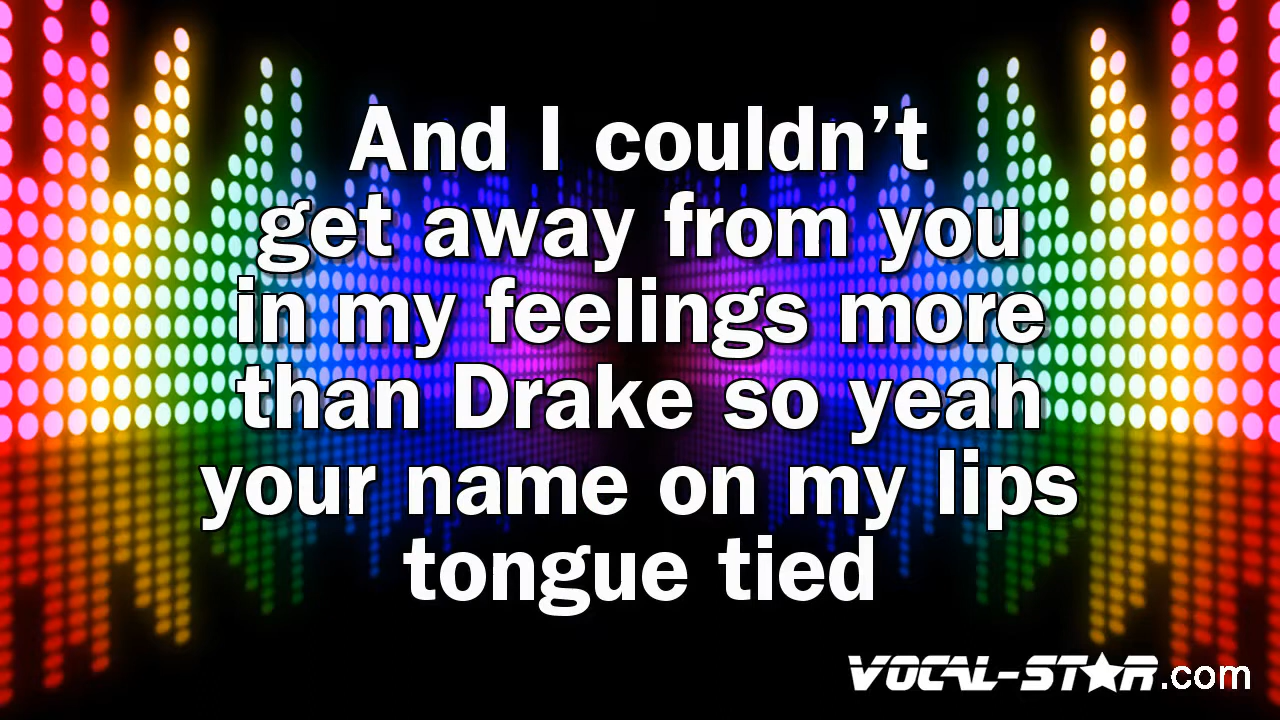 And I couldn’t
get away from you
in my feelings more
than Drake so yeah
your name on my lips
tongue tied
VOCAL-STAR.com